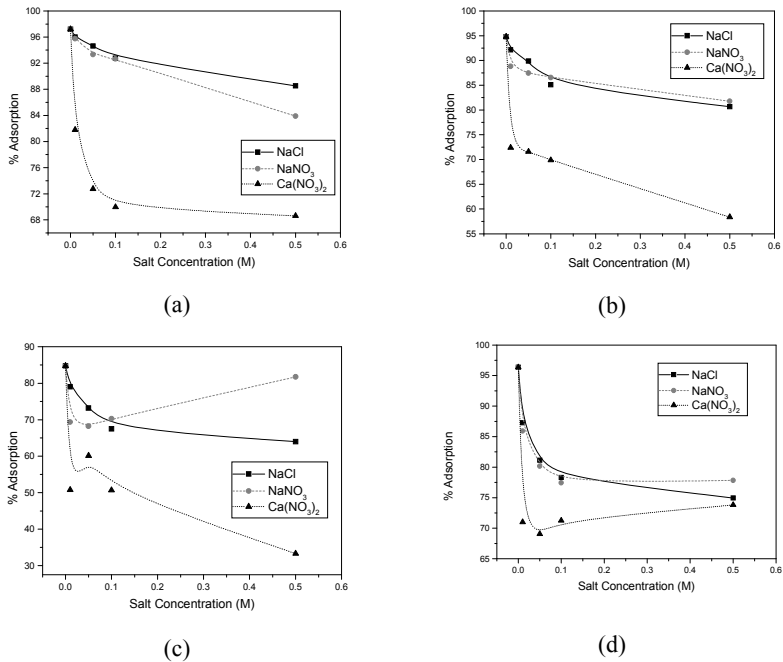 100
96
92
88
84
80
76
72
68
% Adsorption
NaCl
NaNO3
Ca(NO3)2
0.0 0.1 0.2 0.3 0.4 0.5 0.6
Salt Concentration (M)
(a)
100
95
90
85
80
75
70
65
60
55
% Adsorption
NaCl
NaNO3
Ca(NO3)2
0.0 0.1 0.2 0.3 0.4 0.5 0.6
Salt Concentration (M)
(b)
90
80
70
60
50
40
30
% Adsorption
NaCl
NaNO3
Ca(NO3)2
0.0 0.1 0.2 0.3 0.4 0.5 0.6
Salt Concentration (M)
(c)
100
95
90
85
80
75
70
65
% Adsorption
NaCl
NaNO3
Ca(NO3)2
0.0 0.1 0.2 0.3 0.4 0.5 0.6
Salt Concentration (M)
(d)